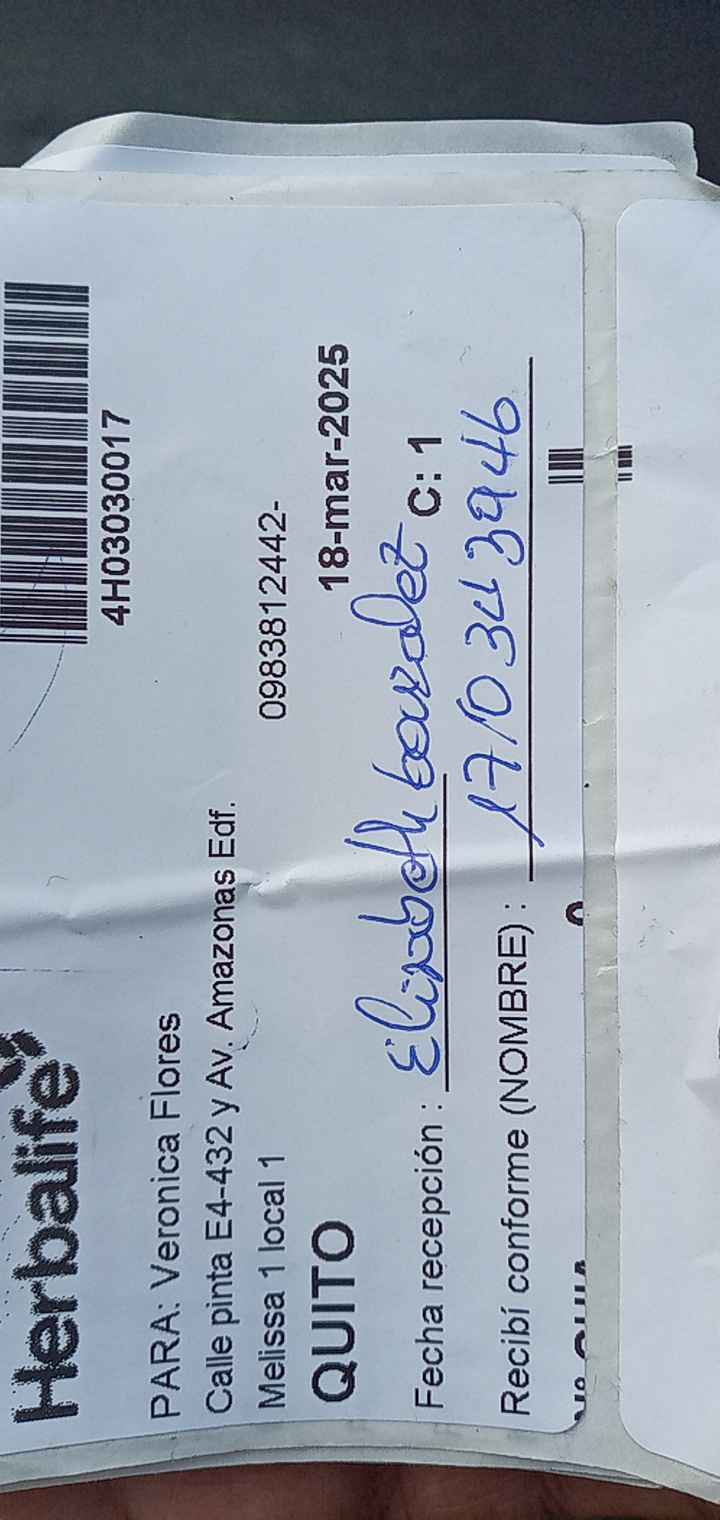 Herbalife
4H03030017
PARA: Veronica Flores
Calle pinta E4-432 y Av. Amazonas Edf.
Melissa 1 local 1 0983812442-
QUITO 18-mar-2025
Fecha recepción : Elizabeth C: 1
Recibí conforme (NOMBRE) : 1710343946